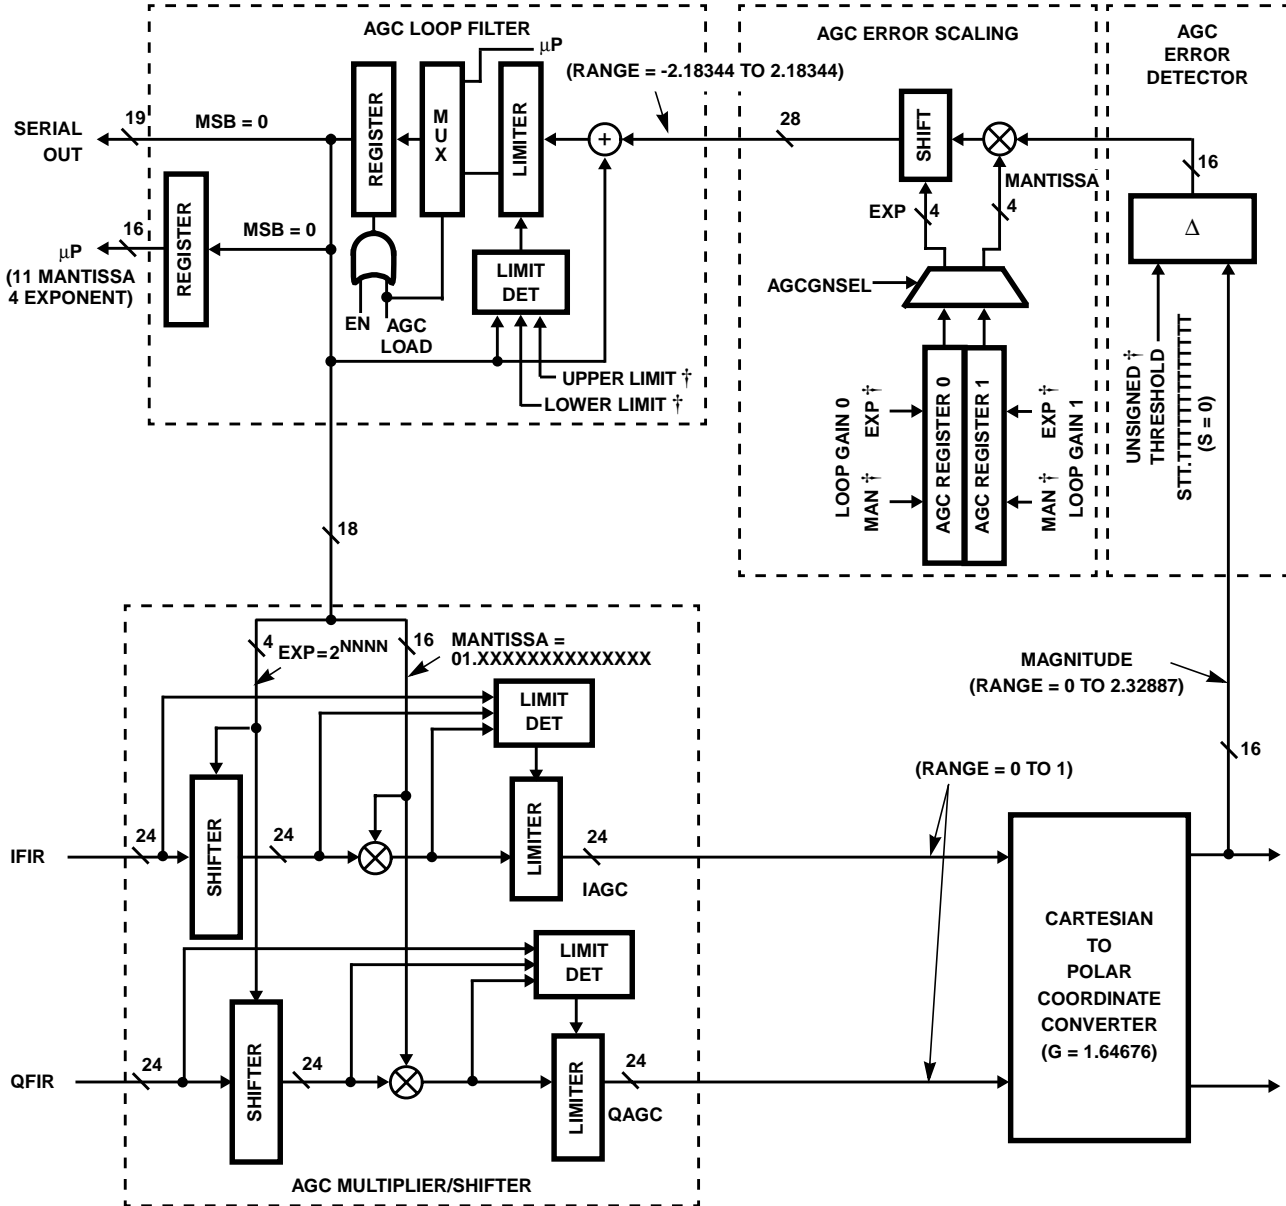 AGC LOOP FILTER
µP
(RANGE = -2.18344 TO 2.18344)
AGC ERROR SCALING
AGC
ERROR
DETECTOR
SERIAL
OUT
19
MSB = 0
REGISTER
MUX
LIMITER
+
28
SHIFT
MANTISSA
16
EXP
4
4
Δ
µP
(11 MANTISSA
4 EXPONENT)
16
REGISTER
MSB = 0
LIMIT
DET
EN
AGC
LOAD
UPPER LIMIT †
LOWER LIMIT †
AGCGNSEL
LOOP GAIN 0
EXP †
MAN †
AGC REGISTER 0
AGC REGISTER 1
EXP †
MAN †
LOOP GAIN 1
UNSIGNED †
THRESHOLD
STT.TTTTTTTTTTTTT
(S = 0)
18
4
EXP=2NNNN
16
MANTISSA =
01.XXXXXXXXXXXXXX
LIMIT
DET
MAGNITUDE
(RANGE = 0 TO 2.32887)
16
(RANGE = 0 TO 1)
IFIR
24
SHIFTER
24
LIMITER
24
IAGC
LIMIT
DET
QFIR
24
SHIFTER
24
LIMITER
24
QAGC
CARTESIAN
TO
POLAR
COORDINATE
CONVERTER
(G = 1.64676)
AGC MULTIPLIER/SHIFTER